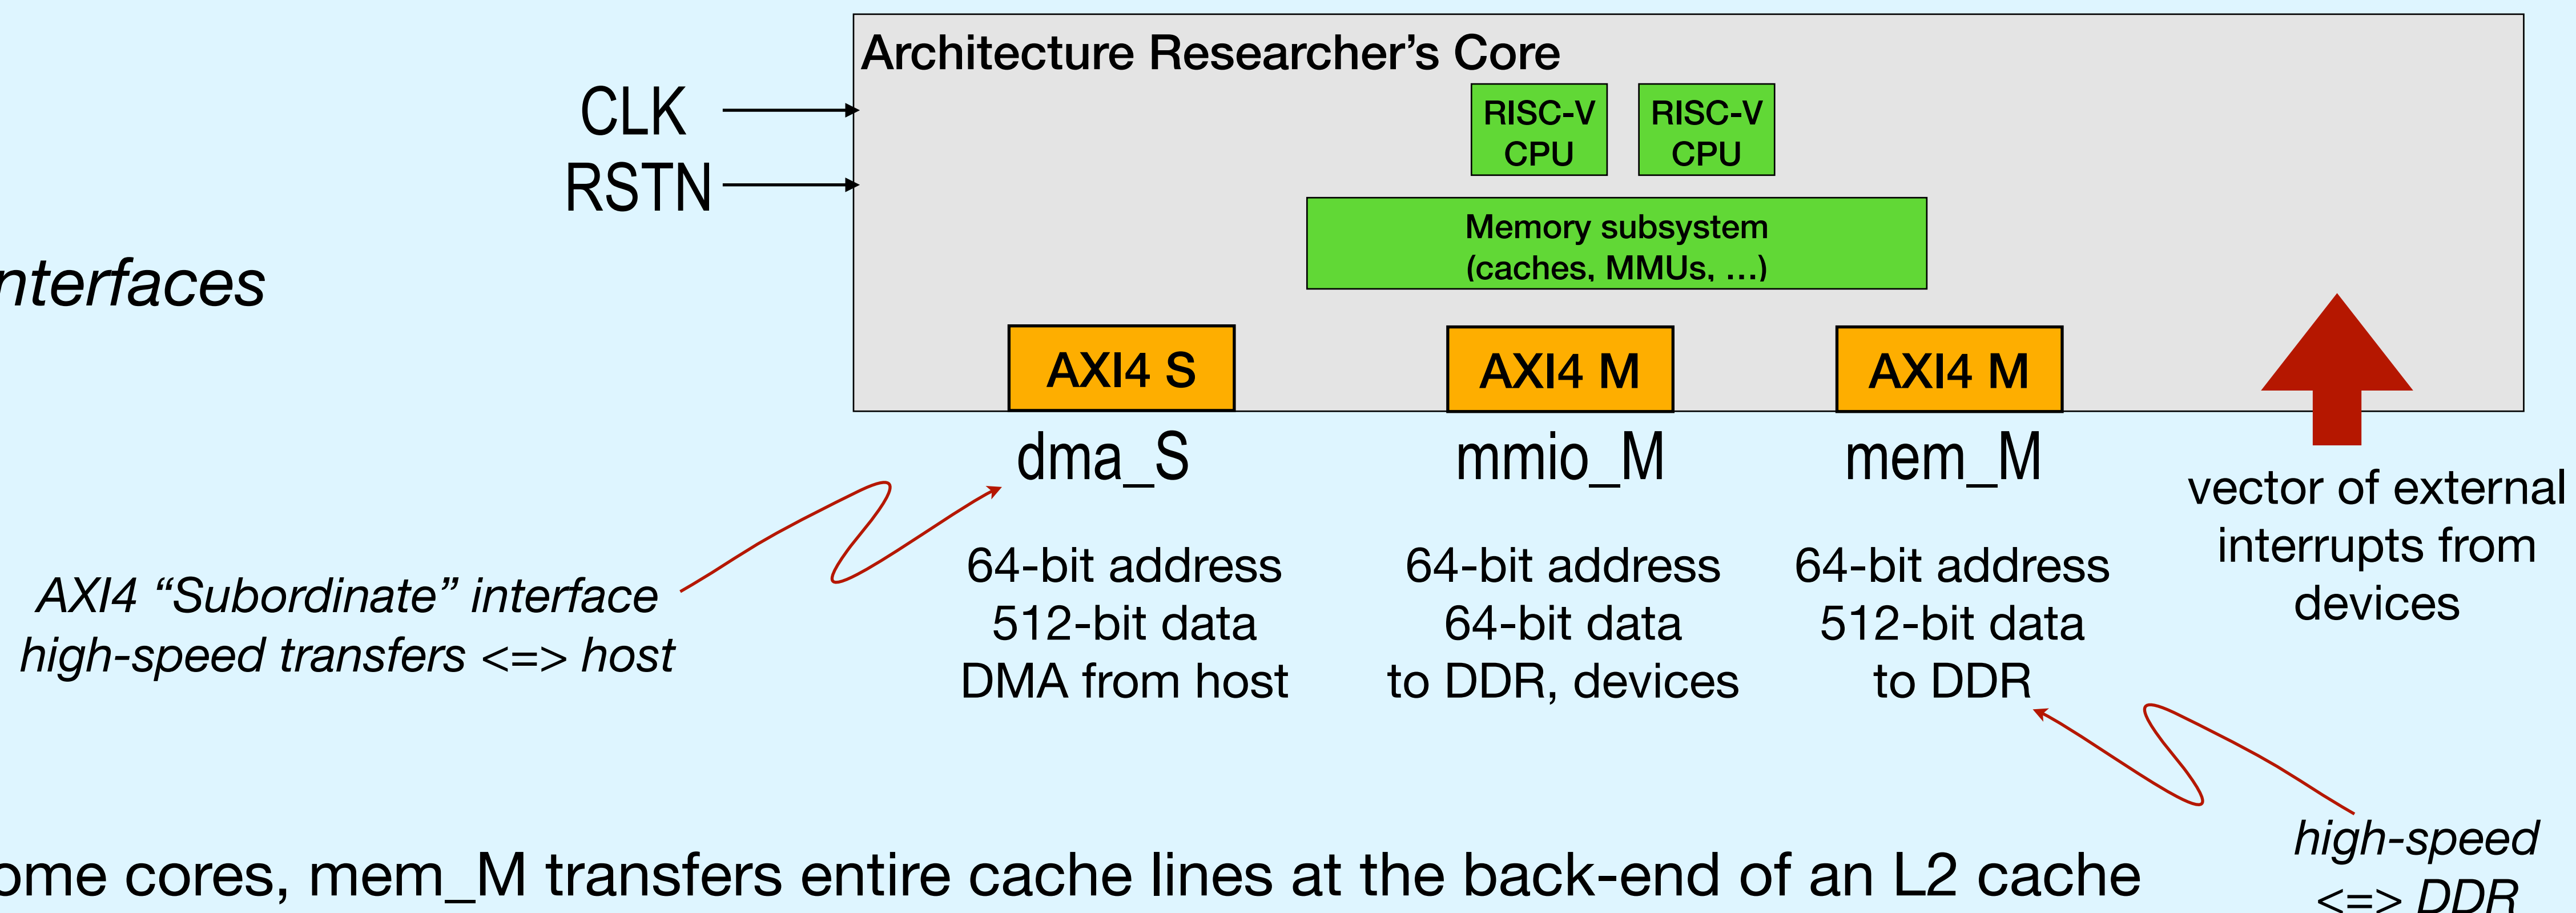 Architecture Researcher's Core
CLK
RSTN
RISC-V
CPU
RISC-V
CPU
Memory subsystem
(caches, MMUs, …)
nterfaces
AXI4 S
AXI4 M
AXI4 M
dma_S
mmio_M
mem_M
64-bit address
512-bit data
DMA from host
64-bit address
64-bit data
to DDR, devices
64-bit address
512-bit data
to DDR
vector of external
interrupts from
devices
AXI4 “Subordinate” interface
high-speed transfers <=> host
high-speed
<=> DDR
ome cores, mem_M transfers entire cache lines at the back-end of an L2 cache